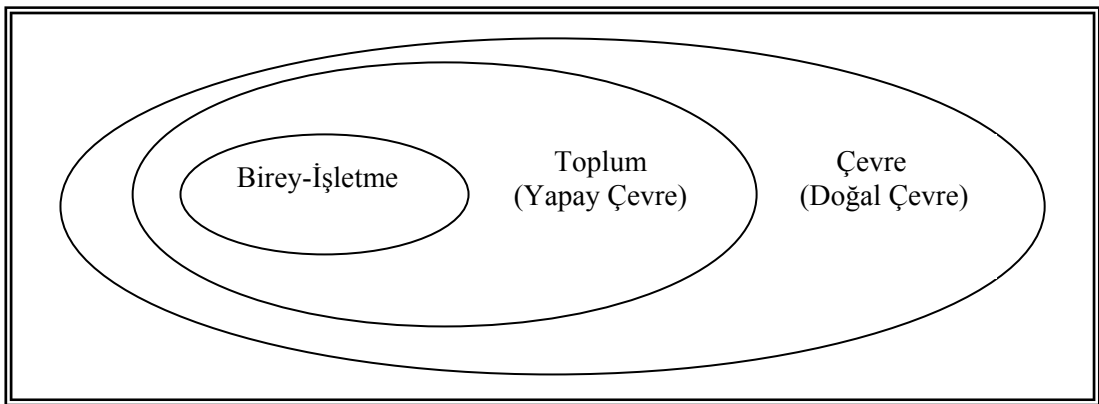 Birey-İşletme
Toplum
(Yapay Çevre)
Çevre
(Doğal Çevre)